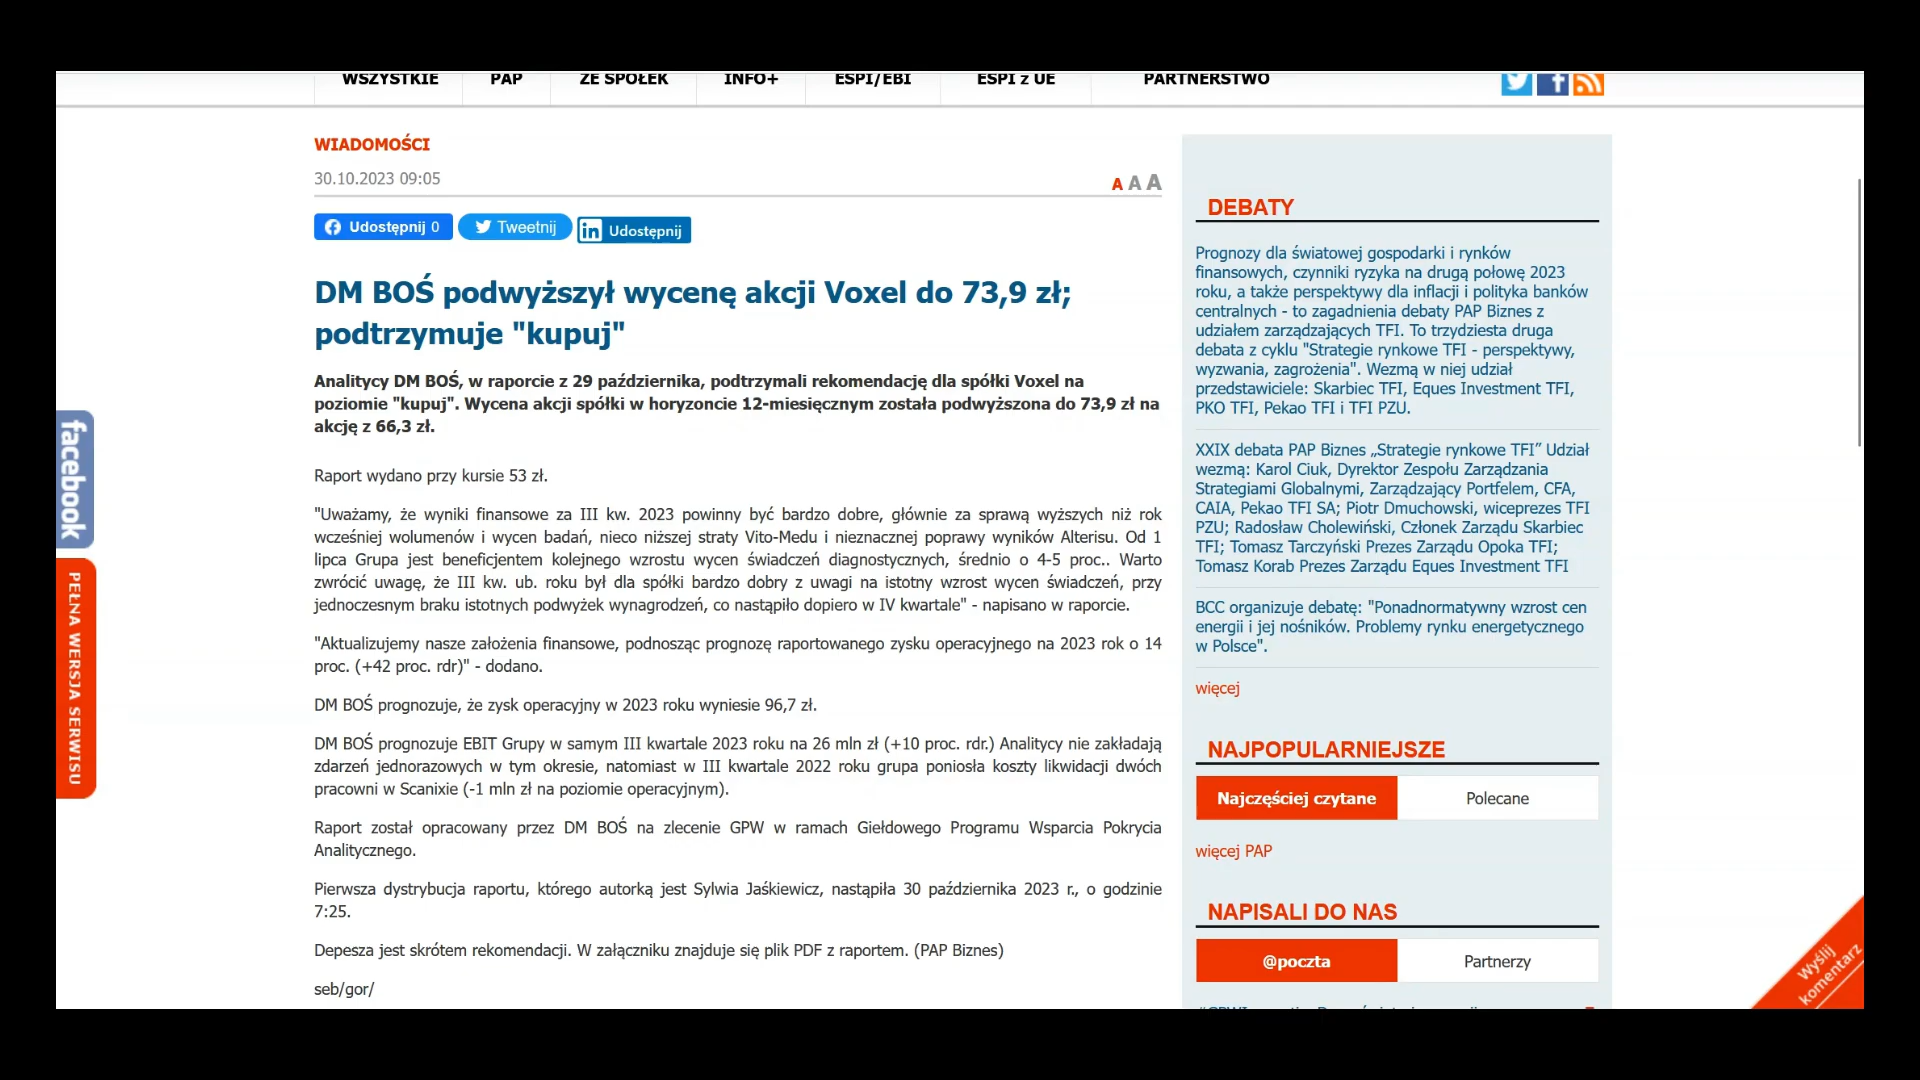 WSZYSTKIE PAP ZE SPÓŁEK INFO+ ESPI/EBI ESPI z UE PARTNERSTWO
WIADOMOŚCI
30.10.2023 09:05
A A A
Udostępnij 0 Tweetnij Udostępnij
DM BOŚ podwyższył wycenę akcji Voxel do 73,9 zł;
podtrzymuje "kupuj"
Analitycy DM BOŚ, w raporcie z 29 października, podtrzymali rekomendację dla spółki Voxel na
poziomie "kupuj". Wycena akcji spółki w horyzoncie 12-miesięcznym została podwyższona do 73,9 zł na
akcję z 66,3 zł.
Raport wydano przy kursie 53 zł.
"Uważamy, że wyniki finansowe za III kw. 2023 powinny być bardzo dobre, głównie za sprawą wyższych niż rok
wcześniej wolumenów i wycen badań, nieco niższej straty Vito-Medu i nieznacznej poprawy wyników Alterisu. Od 1
lipca Grupa jest beneficjentem kolejnego wzrostu wycen świadczeń diagnostycznych, średnio o 4-5 proc.. Warto
zwrócić uwagę, że III kw. ub. roku był dla spółki bardzo dobry z uwagi na istotny wzrost wycen świadczeń, przy
jednoczesnym braku istotnych podwyżek wynagrodzeń, co nastąpiło dopiero w IV kwartale" - napisano w raporcie.
"Aktualizujemy nasze założenia finansowe, podnosząc prognozę raportowanego zysku operacyjnego na 2023 rok o 14
proc. (+42 proc. rdr)" - dodano.
DM BOŚ prognozuje, że zysk operacyjny w 2023 roku wyniesie 96,7 zł.
DM BOŚ prognozuje EBIT Grupy w samym III kwartale 2023 roku na 26 mln zł (+10 proc. rdr.) Analitycy nie zakładają
zdarzeń jednorazowych w tym okresie, natomiast w III kwartale 2022 roku grupa poniosła koszty likwidacji dwóch
pracowni w Scanixie (-1 mln zł na poziomie operacyjnym).
Raport został opracowany przez DM BOŚ na zlecenie GPW w ramach Giełdowego Programu Wsparcia Pokrycia
Analitycznego.
Pierwsza dystrybucja raportu, którego autorką jest Sylwia Jaśkiewicz, nastąpiła 30 października 2023 r., o godzinie
7:25.
Depesza jest skrótem rekomendacji. W załączniku znajduje się plik PDF z raportem. (PAP Biznes)
seb/gor/
facebook
PEŁNA WERSJA SERWISU
DEBATY
Prognozy dla światowej gospodarki i rynków
finansowych, czynniki ryzyka na drugą połowę 2023
roku, a także perspektywy dla inflacji i polityka banków
centralnych - to zagadnienia debaty PAP Biznes z
udziałem zarządzających TFI. To trzydziesta druga
debata z cyklu "Strategie rynkowe TFI - perspektywy,
wyzwania, zagrożenia". Wezmą w niej udział
przedstawiciele: Skarbiec TFI, Eques Investment TFI,
PKO TFI, Pekao TFI i TFI PZU.
XXIX debata PAP Biznes „Strategie rynkowe TFI” Udział
wezmą: Karol Ciuk, Dyrektor Zespołu Zarządzania
Strategiami Globalnymi, Zarządzający Portfelem, CFA,
CAIA, Pekao TFI SA; Piotr Dmuchowski, wiceprezes TFI
PZU; Radosław Cholewiński, Członek Zarządu Skarbiec
TFI; Tomasz Tarczyński Prezes Zarządu Opoka TFI;
Tomasz Korab Prezes Zarządu Eques Investment TFI
BCC organizuje debatę: "Ponadnormatywny wzrost cen
energii i jej nośników. Problemy rynku energetycznego
w Polsce".
więcej
NAJPOPULARNIEJSZE
Najczęściej czytane Polecane
więcej PAP
NAPISALI DO NAS
@poczta Partnerzy
Wyślij
komentarz